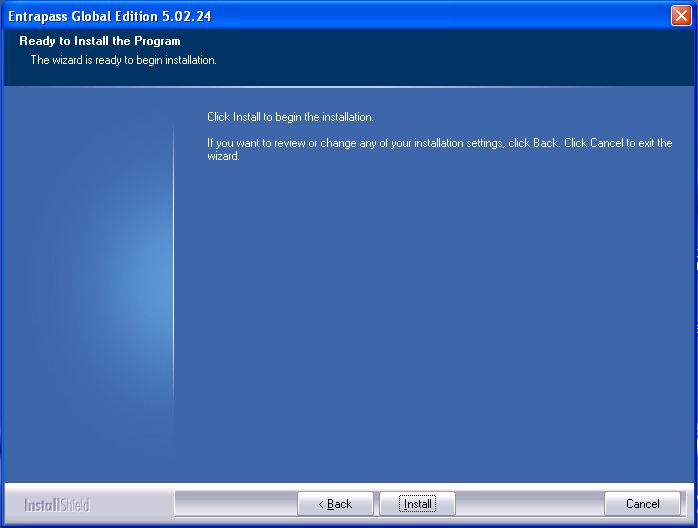 Entrapass Global Edition 5.02.24
Ready to Install the Program
The wizard is ready to begin installation.
Click Install to begin the installation.
If you want to review or change any of your installation settings, click Back. Click Cancel to exit the
wizard.
InstallShield
< Back
Install
Cancel